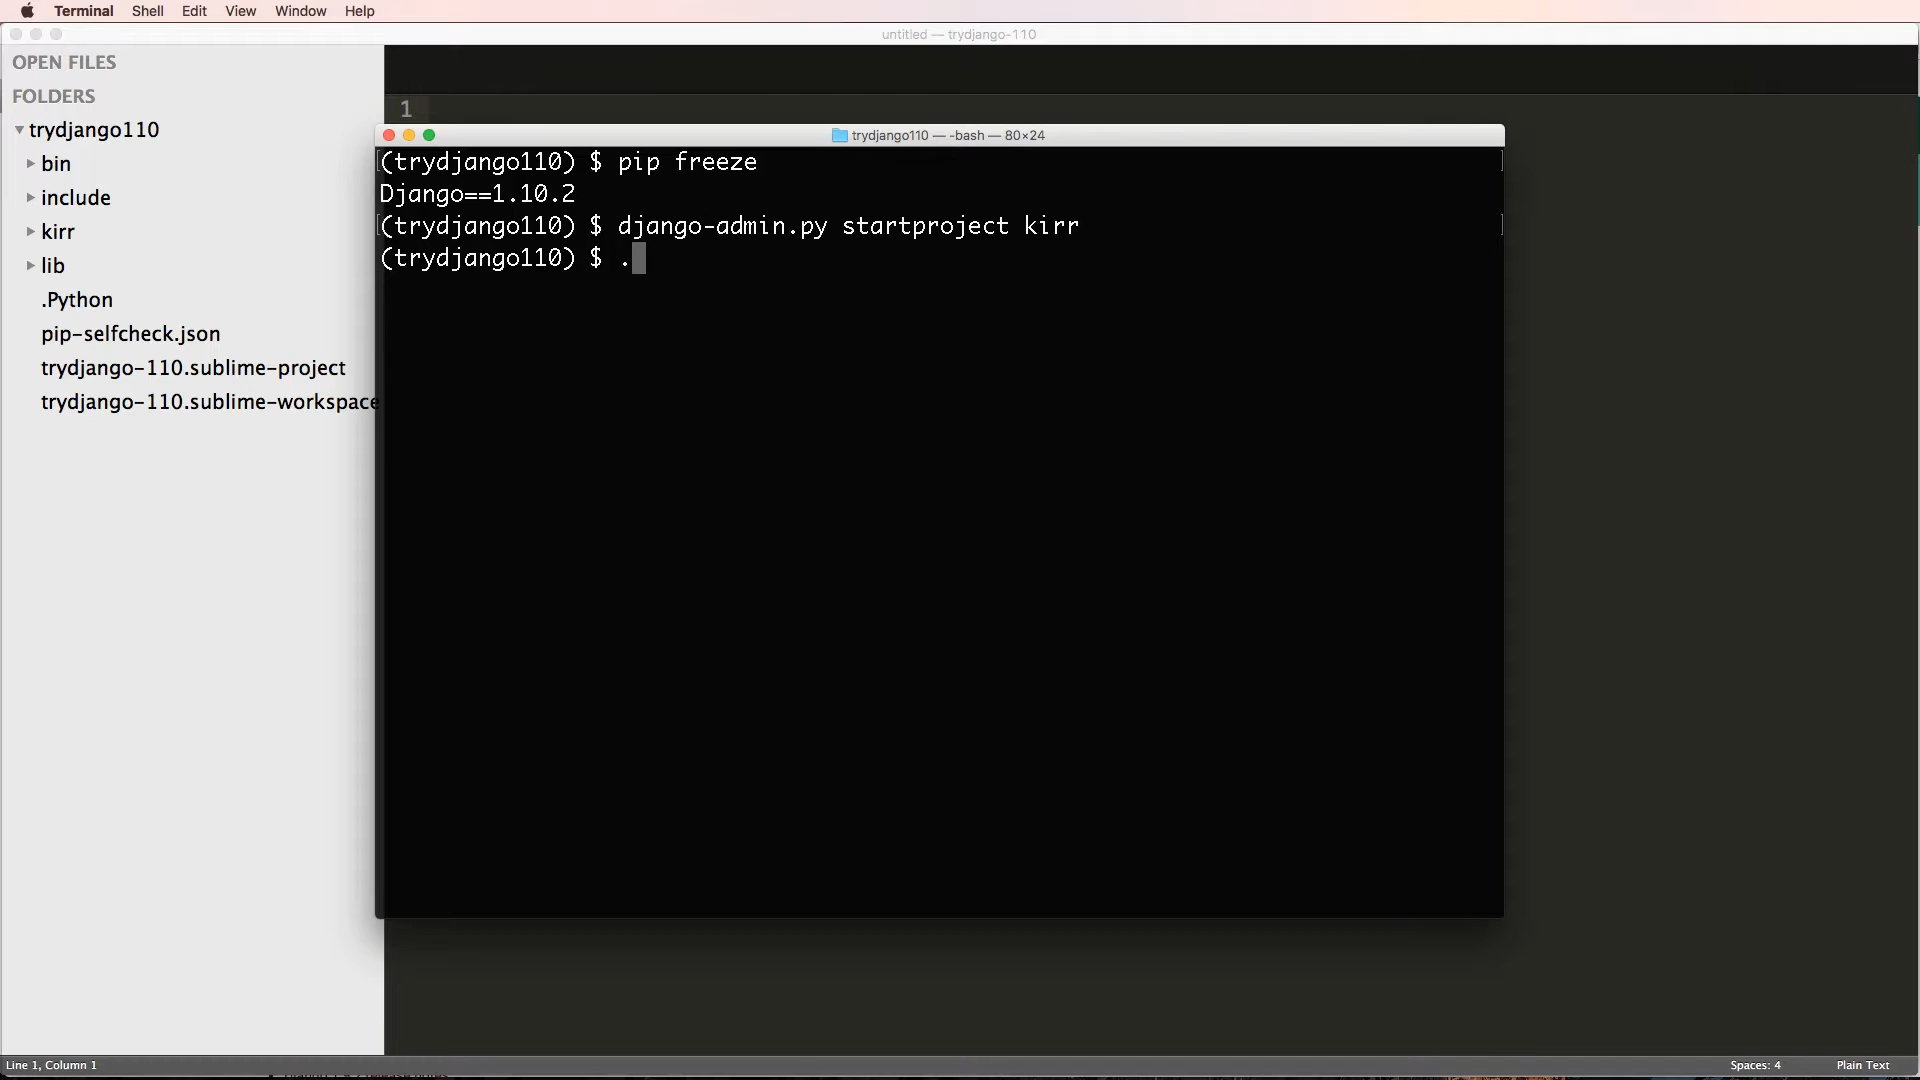 Terminal Shell Edit View Window Help
untitled — trydjango-110
OPEN FILES
FOLDERS
trydjango110
bin
include
kirr
lib
.Python
pip-selfcheck.json
trydjango-110.sublime-project
trydjango-110.sublime-workspace
1
trydjango110 — -bash — 80×24
(trydjango110) $ pip freeze
Django==1.10.2
(trydjango110) $ django-admin.py startproject kirr
(trydjango110) $ .
Line 1, Column 1
Spaces: 4
Plain Text